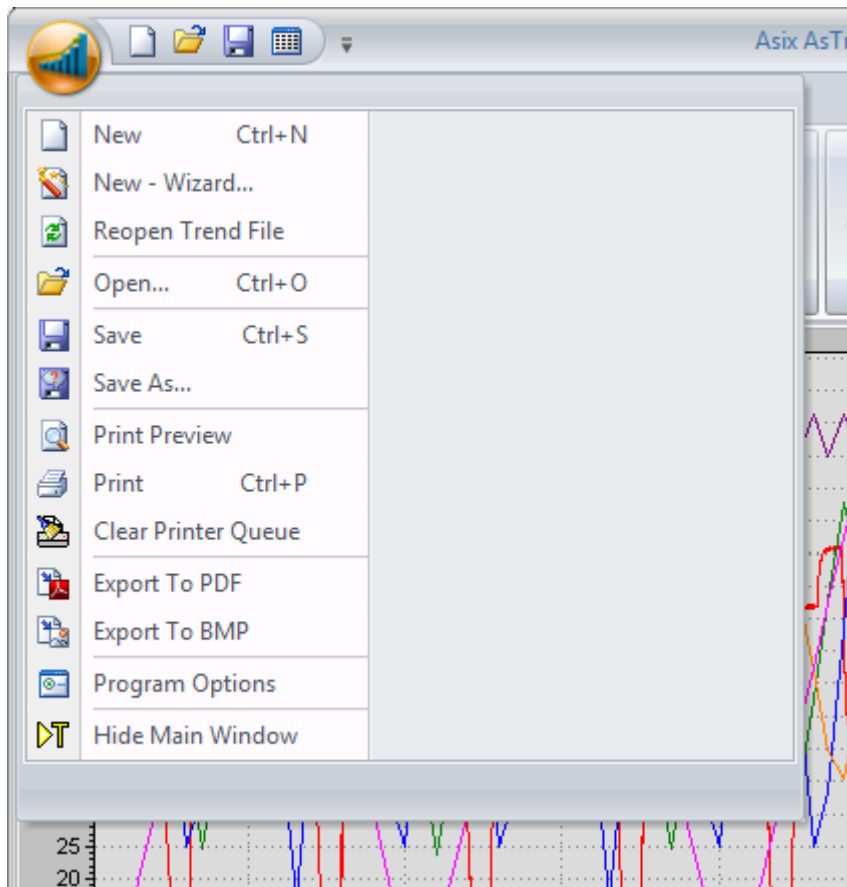 Asix AsTr
New Ctrl+N
New - Wizard...
Reopen Trend File
Open... Ctrl+O
Save Ctrl+S
Save As...
Print Preview
Print Ctrl+P
Clear Printer Queue
Export To PDF
Export To BMP
Program Options
Hide Main Window
25
20